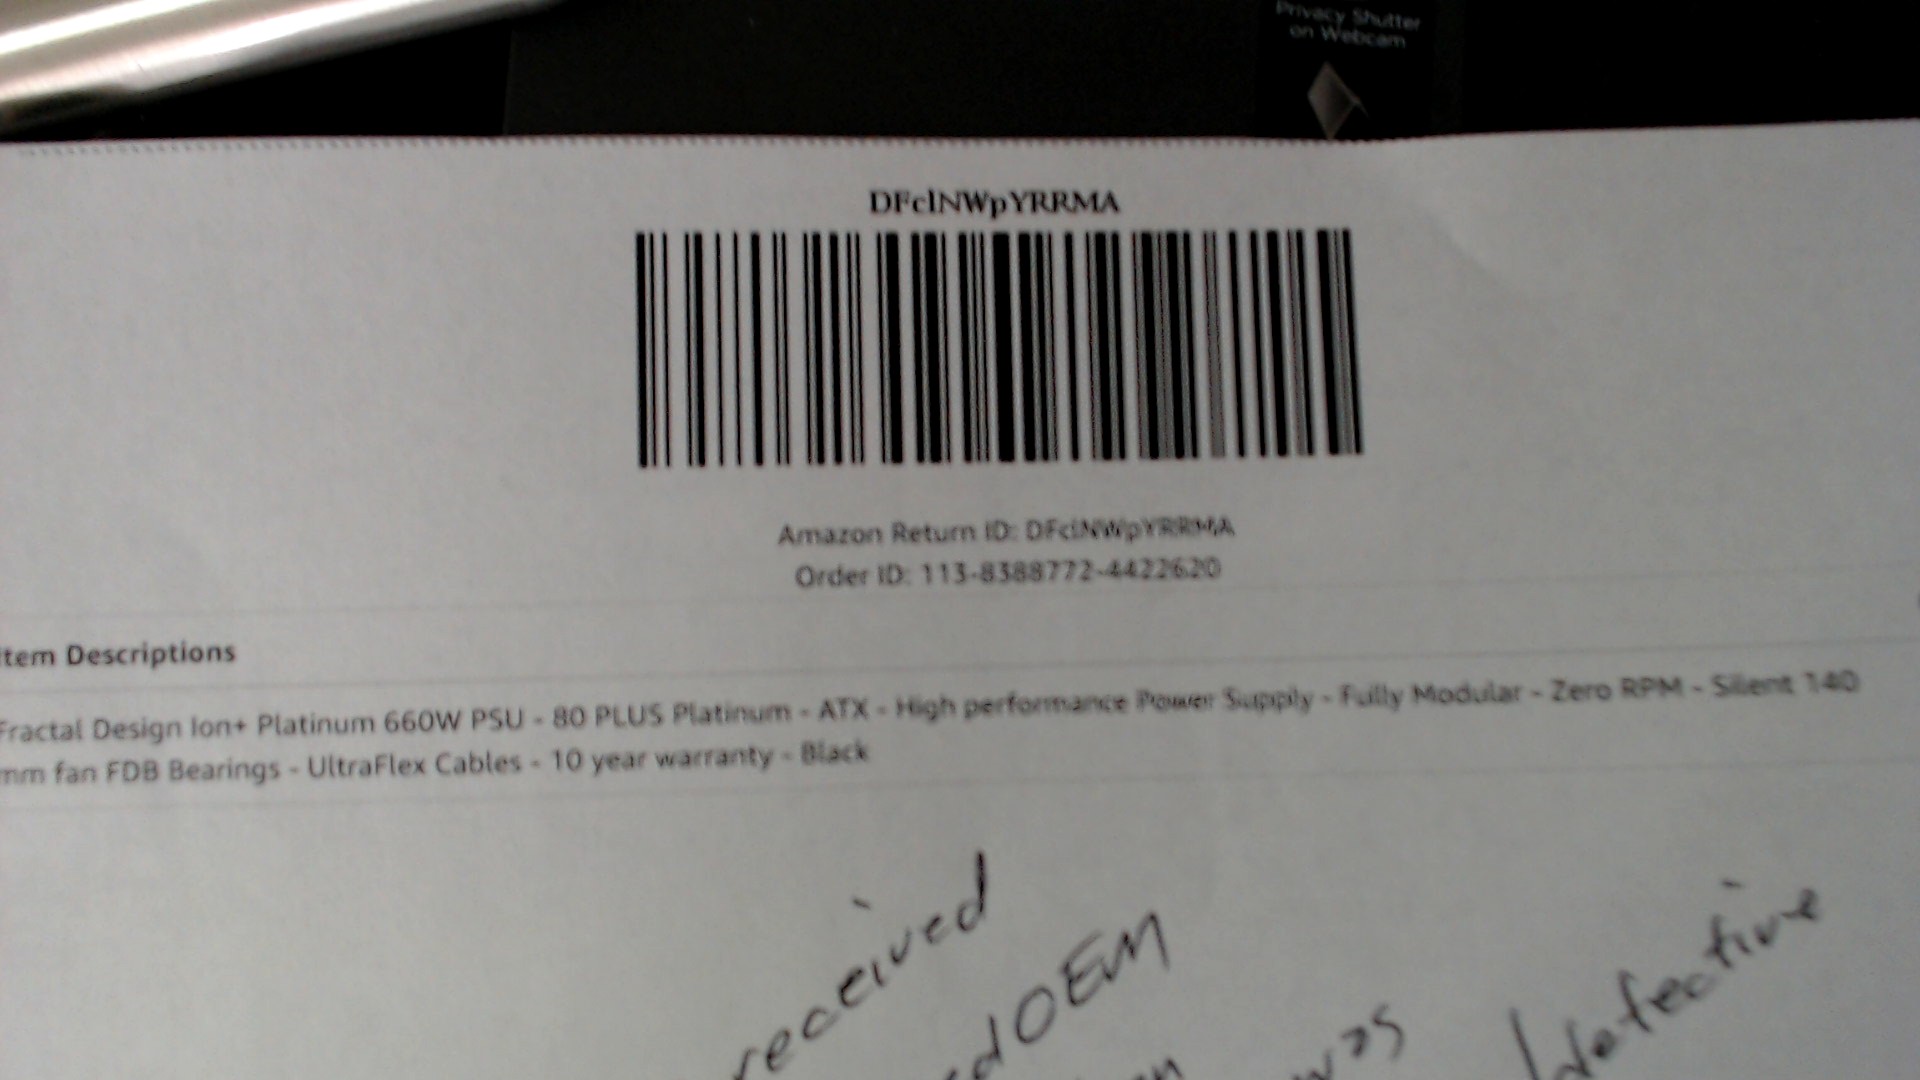 Privacy Shutter
on Webcam
DFclNWpYRRMA
Amazon Return ID: DFclNWpYRRMA
Order ID: 113-8388772-4422620
Item Descriptions
Fractal Design Ion+ Platinum 660W PSU - 80 PLUS Platinum - ATX - High performance Power Supply - Fully Modular - Zero RPM - Silent 140
mm fan FDB Bearings - UltraFlex Cables - 10 year warranty - Black
received
OEM
was
defective